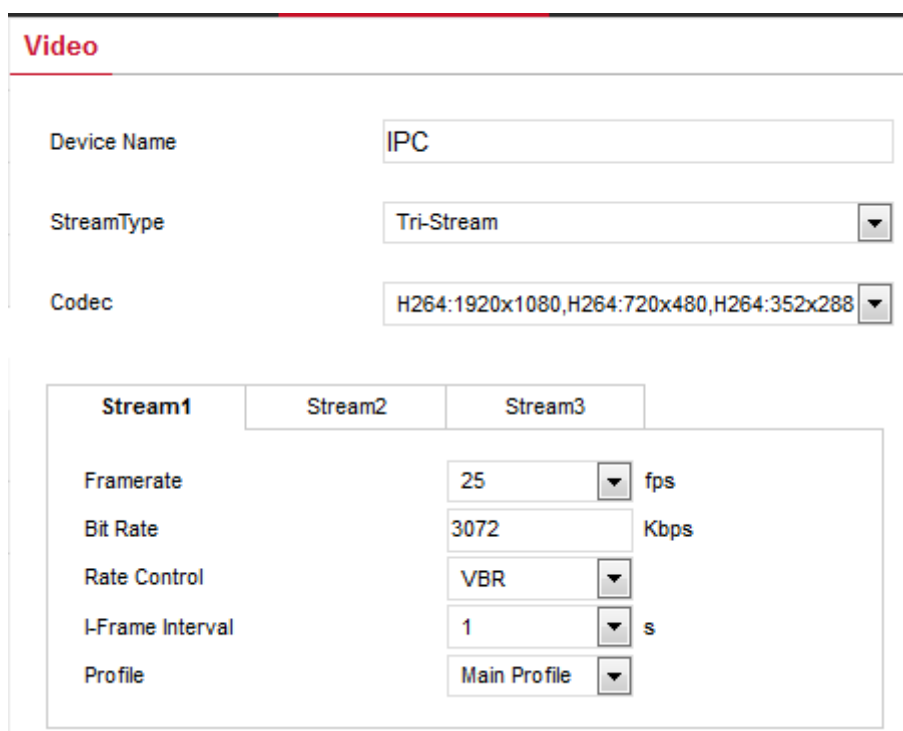 Video
Device Name IPC
StreamType Tri-Stream
Codec H264:1920x1080,H264:720x480,H264:352x288
Stream1 Stream2 Stream3
Framerate 25 fps
Bit Rate 3072 Kbps
Rate Control VBR
I-Frame Interval 1 s
Profile Main Profile